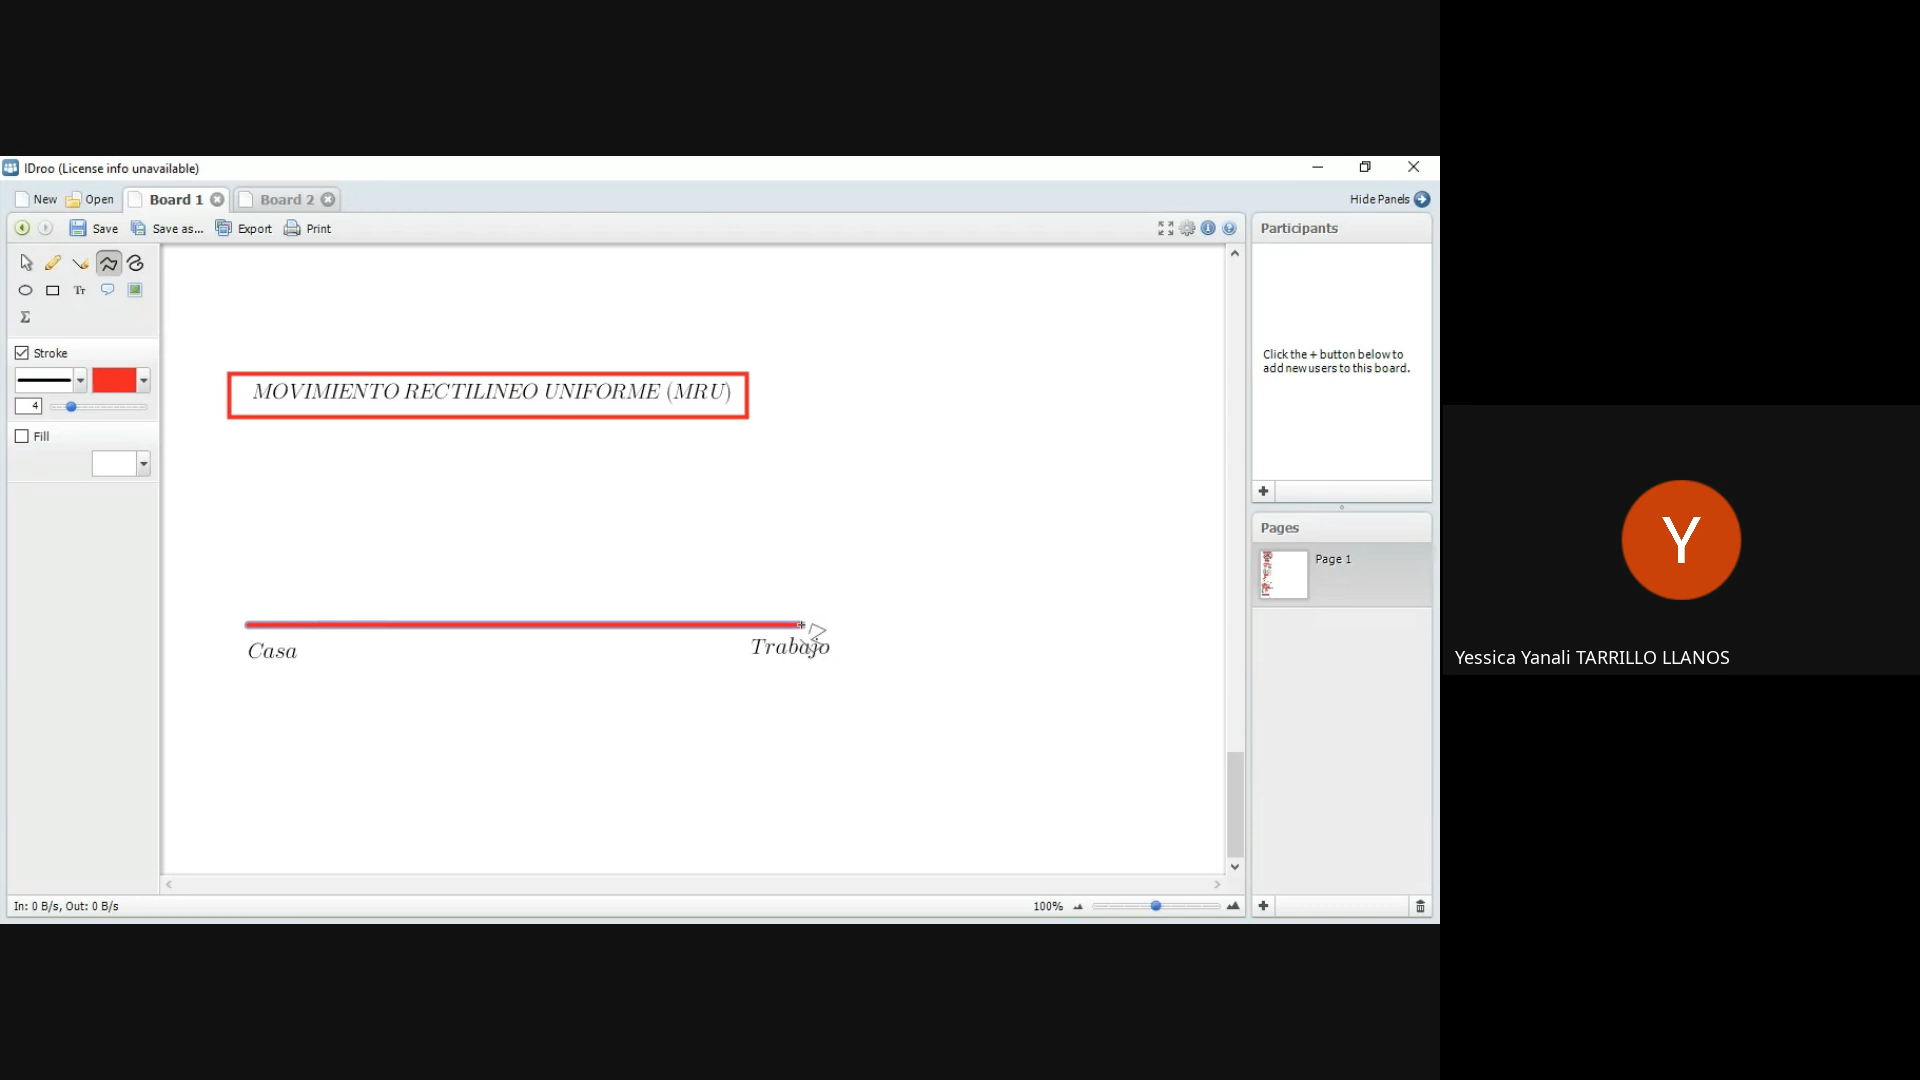 IDroo (License info unavailable)
New Open Board 1 Board 2 Hide Panels
Save Save as... Export Print
Participants
Click the + button below to
add new users to this board.
Tr
Σ
Stroke
4
Fill
MOVIMIENTO RECTILINEO UNIFORME (MRU)
Casa
Trabajo
Pages
Page 1
In: 0 B/s, Out: 0 B/s
100%
Y
Yessica Yanali TARRILLO LLANOS